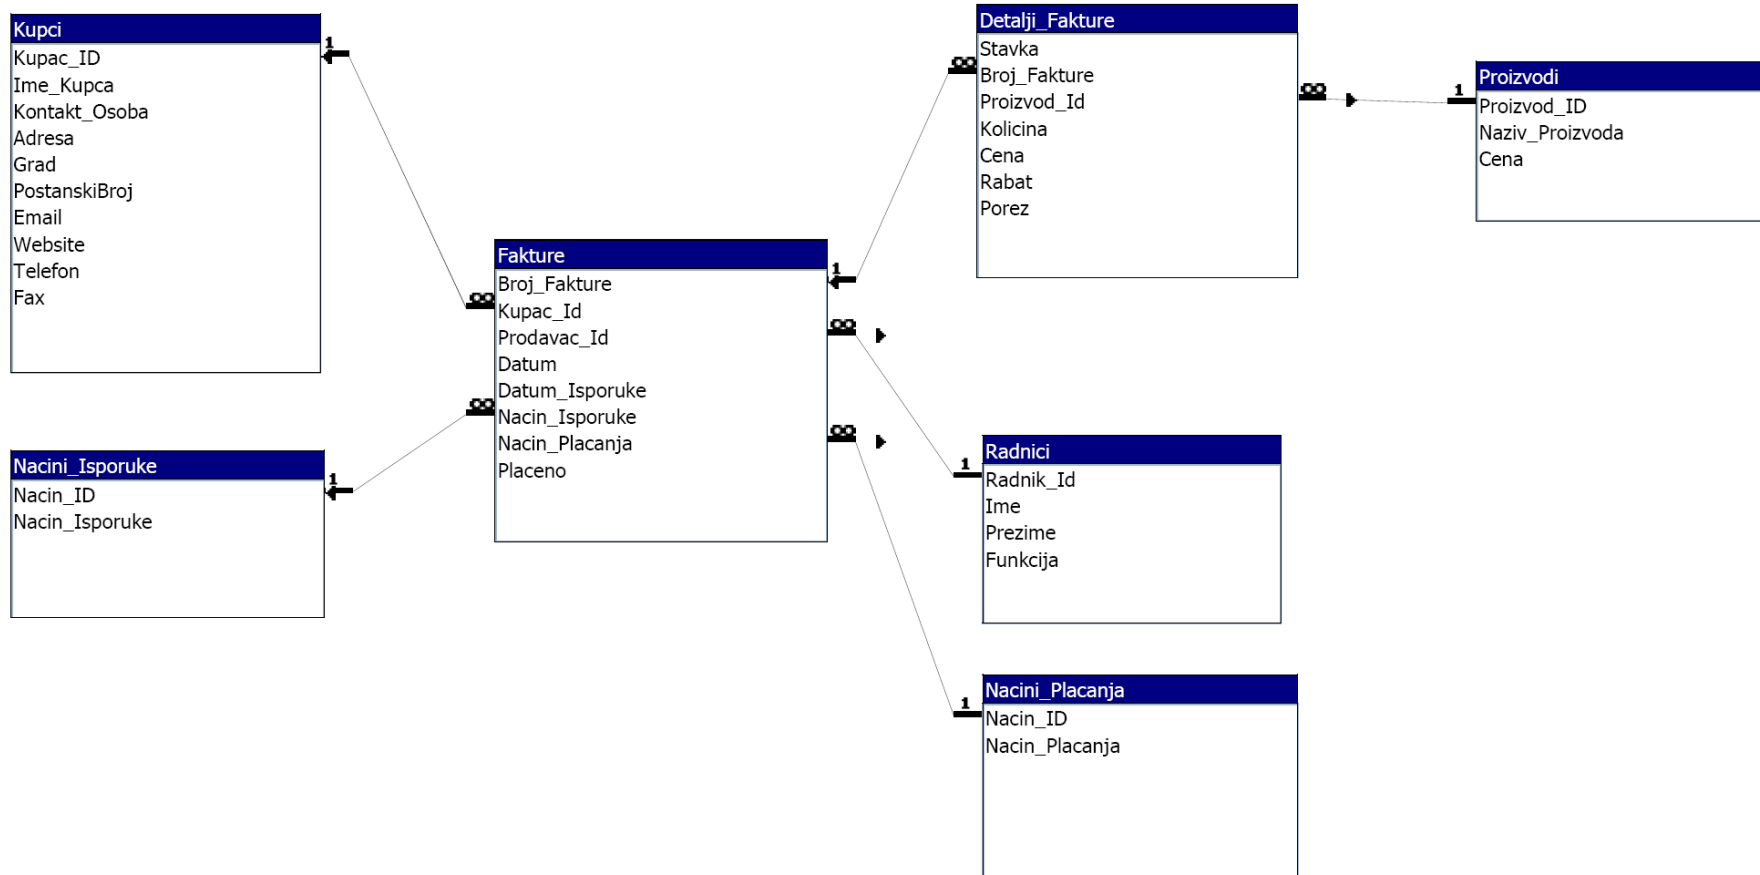 Kupci
Kupac_ID
Ime_Kupca
Kontakt_Osoba
Adresa
Grad
PostanskiBroj
Email
Website
Telefon
Fax
1
Nacini_Isporuke
Nacin_ID
Nacin_Isporuke
1
Fakture
Broj_Fakture
Kupac_Id
Prodavac_Id
Datum
Datum_Isporuke
Nacin_Isporuke
Nacin_Placanja
Placeno
∞
∞
1
∞
∞
Detalji_Fakture
Stavka
Broj_Fakture
Proizvod_Id
Kolicina
Cena
Rabat
Porez
∞
∞
Proizvodi
Proizvod_ID
Naziv_Proizvoda
Cena
1
Radnici
Radnik_Id
Ime
Prezime
Funkcija
1
Nacini_Placanja
Nacin_ID
Nacin_Placanja
1